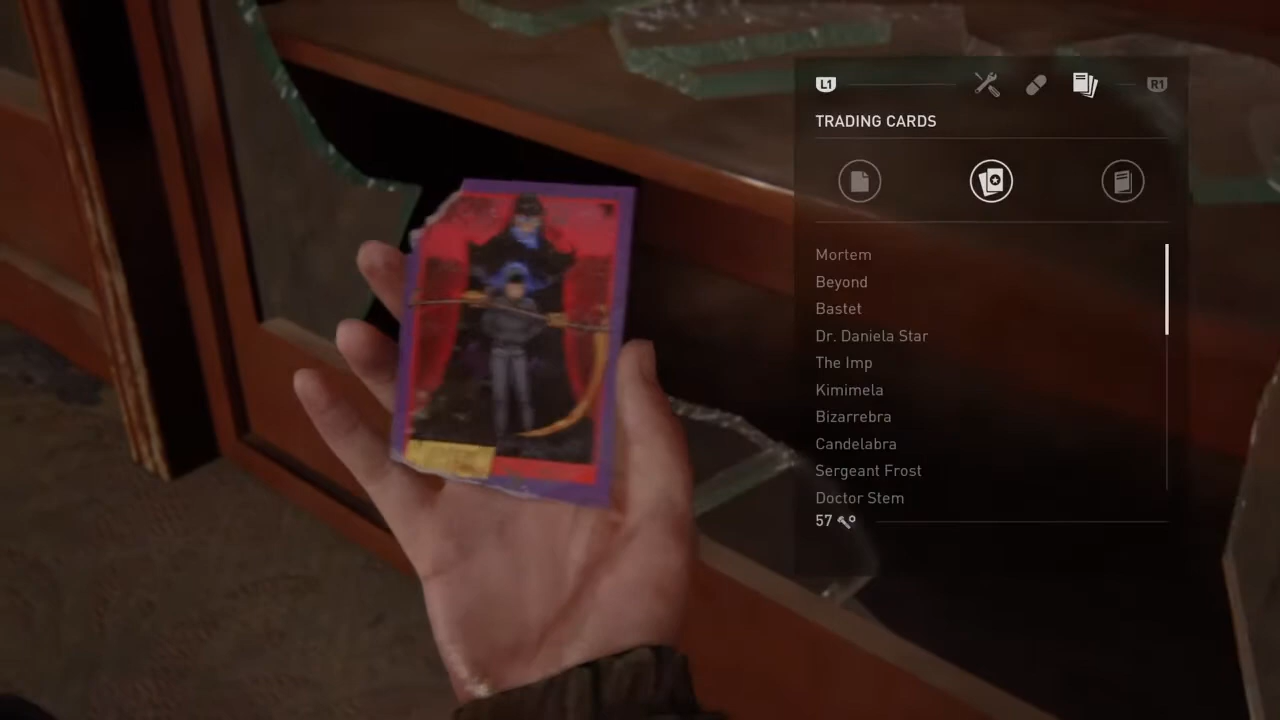 L1
R1
TRADING CARDS
Mortem
Beyond
Bastet
Dr. Daniela Star
The Imp
Kimimela
Bizarrebra
Candelabra
Sergeant Frost
Doctor Stem
57